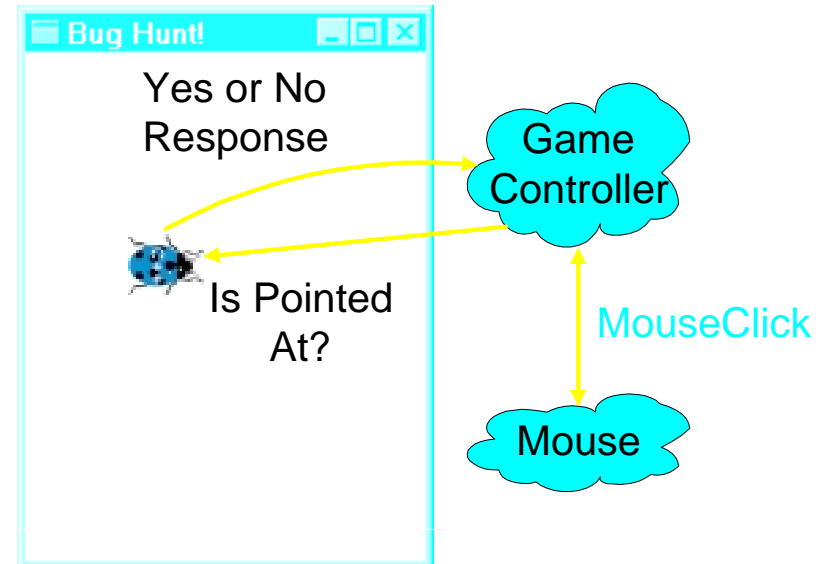 Bug Hunt!
Yes or No
Response
Game
Controller
Is Pointed
At?
MouseClick
Mouse